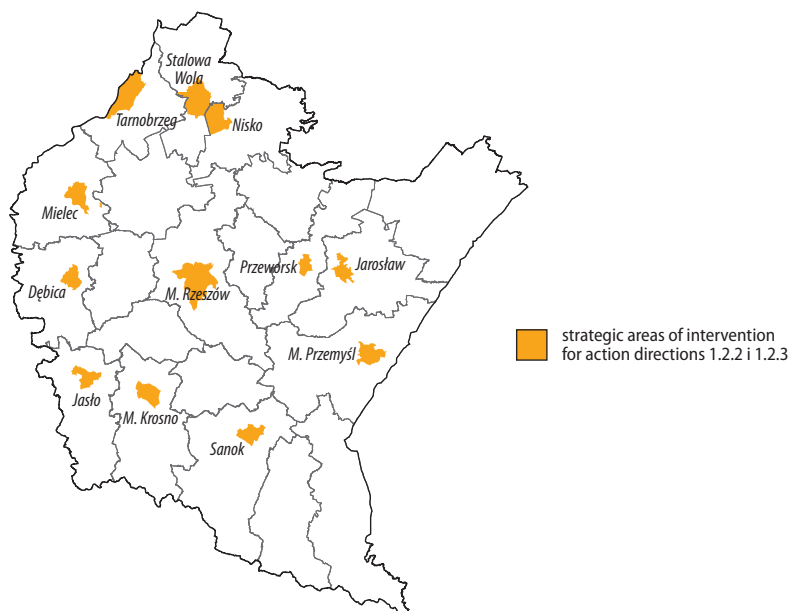 Stalowa
Wola
Tarnobrzeg
Nisko
Mielec
Przeworsk
Jarosław
Dębica
M. Rzeszów
M. Przemyśl
strategic areas of intervention
for action directions 1.2.2 i 1.2.3
Jasło
M. Krosno
Sanok